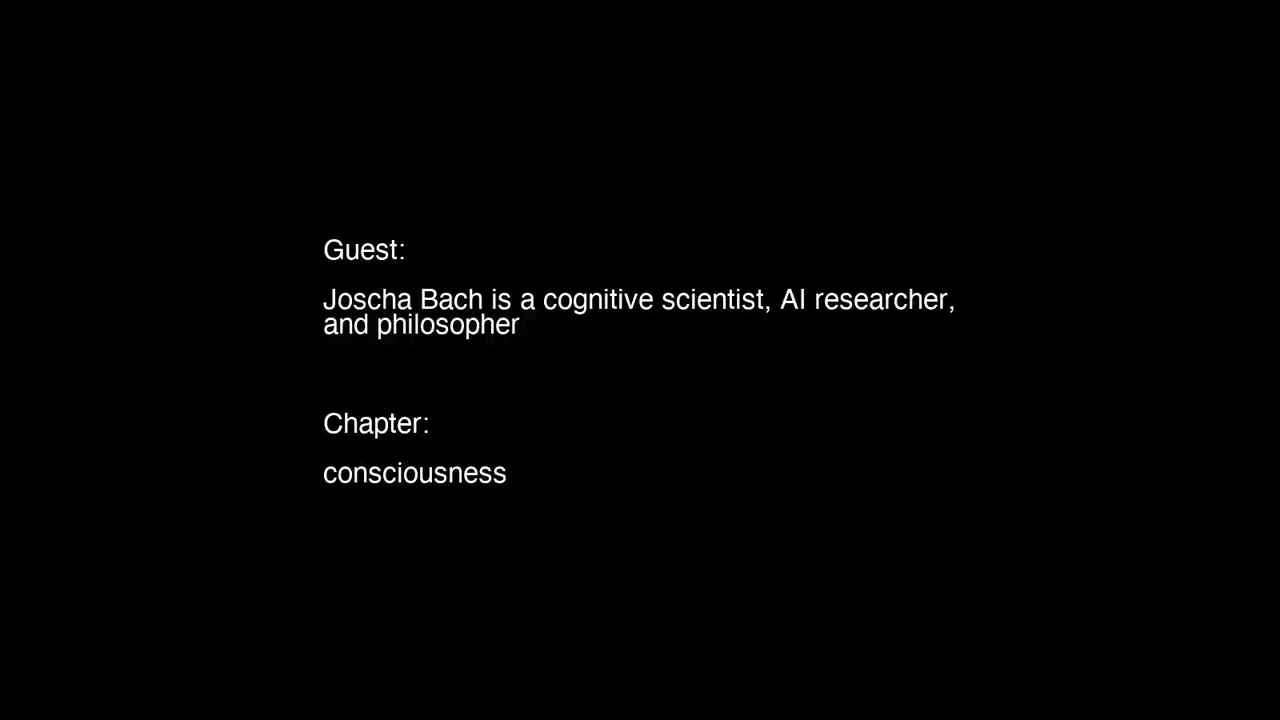 Guest:
Joscha Bach is a cognitive scientist, AI researcher,
and philosopher
Chapter:
consciousness